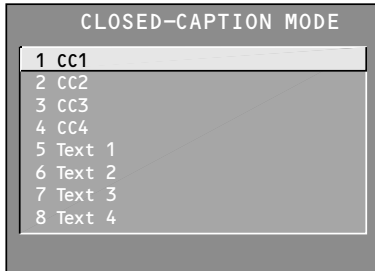 CLOSED-CAPTION MODE
1 CC1
2 CC2
3 CC3
4 CC4
5 Text 1
6 Text 2
7 Text 3
8 Text 4